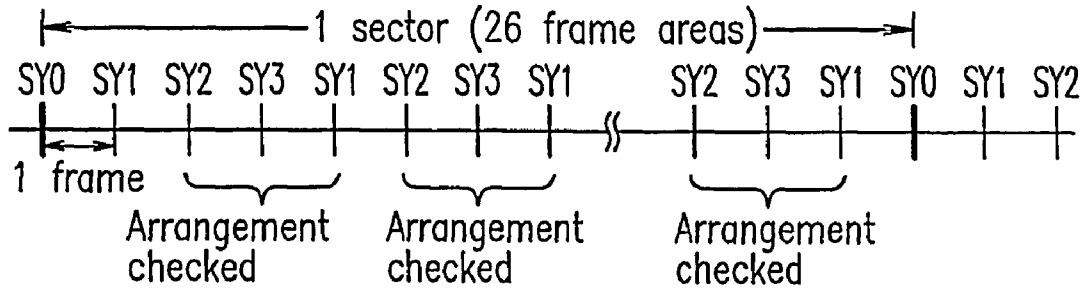 1 sector (26 frame areas)
SY0 SY1 SY2 SY3 SY1 SY2 SY3 SY1 SY2 SY3 SY1 SY0 SY1 SY2
1 frame
Arrangement checked
Arrangement checked
Arrangement checked